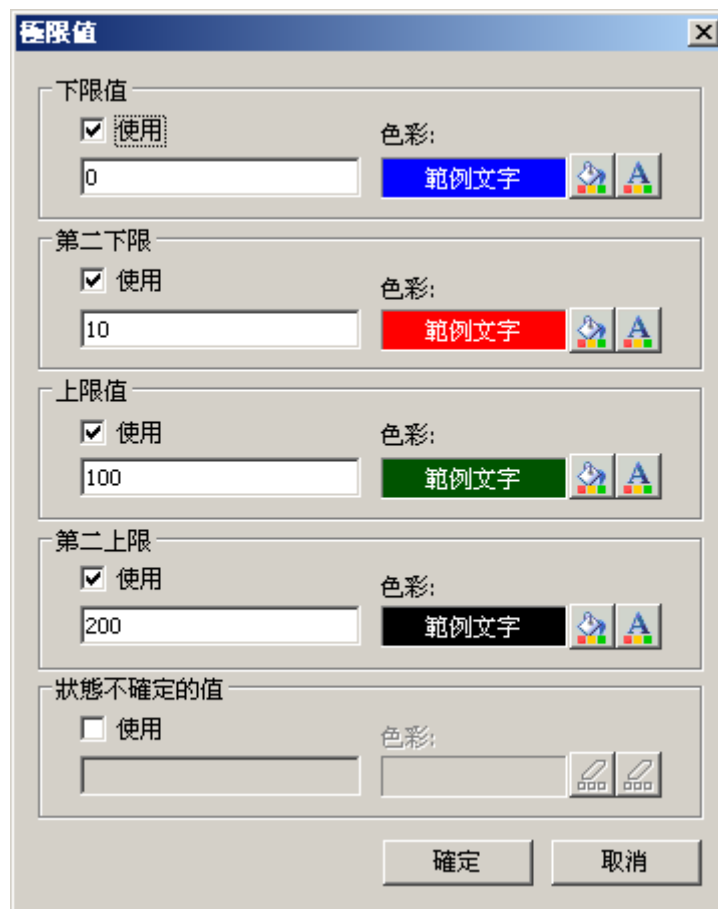 極限值
下限值
使用
色彩:
0
範例文字
第二下限
使用
色彩:
10
範例文字
上限值
使用
色彩:
100
範例文字
第二上限
使用
色彩:
200
範例文字
狀態不確定的值
使用
色彩:
確定
取消